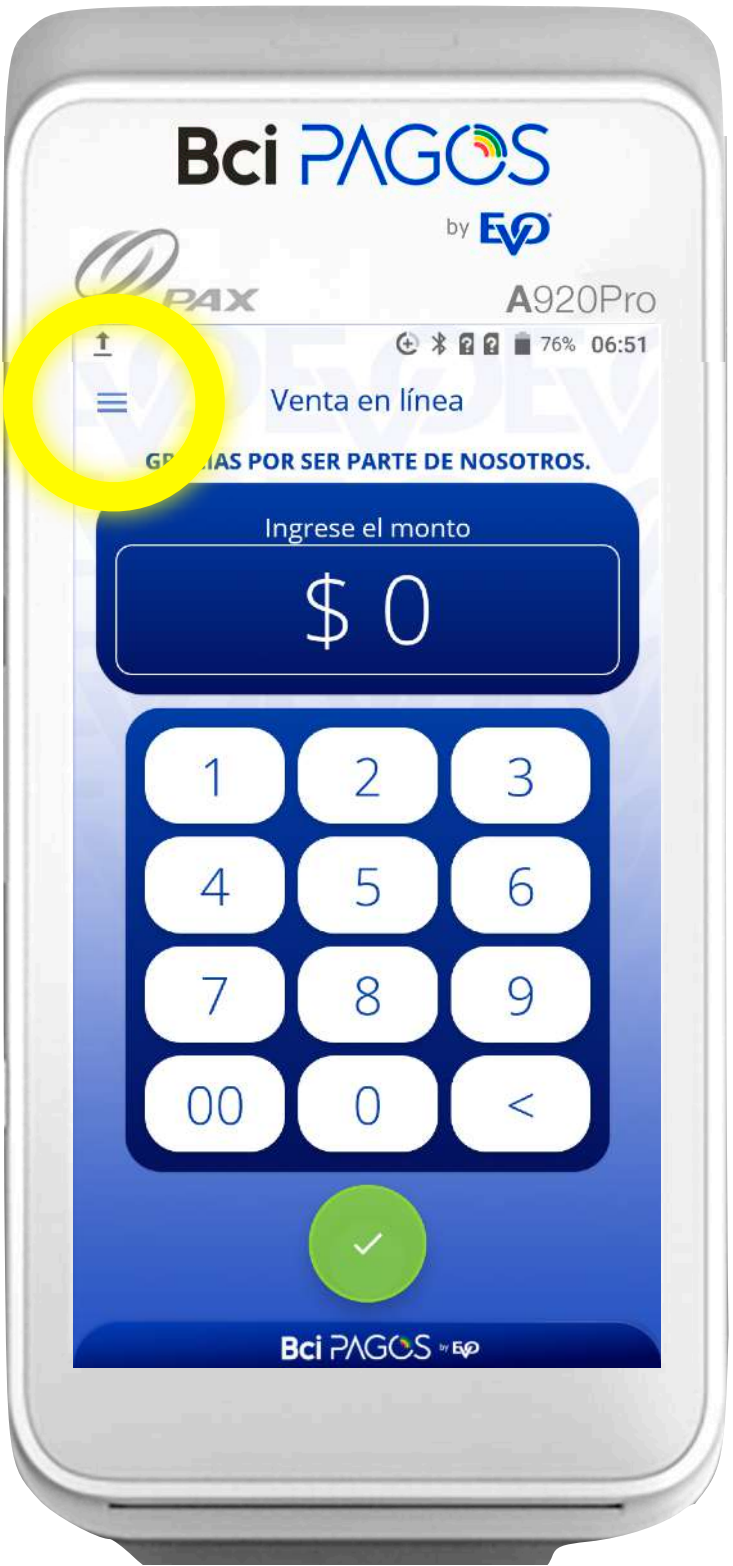 Bci PAGOS
by EVO
PAX
A920Pro
76% 06:51
Venta en línea
POR SER PARTE DE NOSOTROS.
Ingrese el monto
$ 0
1 2 3
4 5 6
7 8 9
00 0 <
Bci PAGOS by EVO